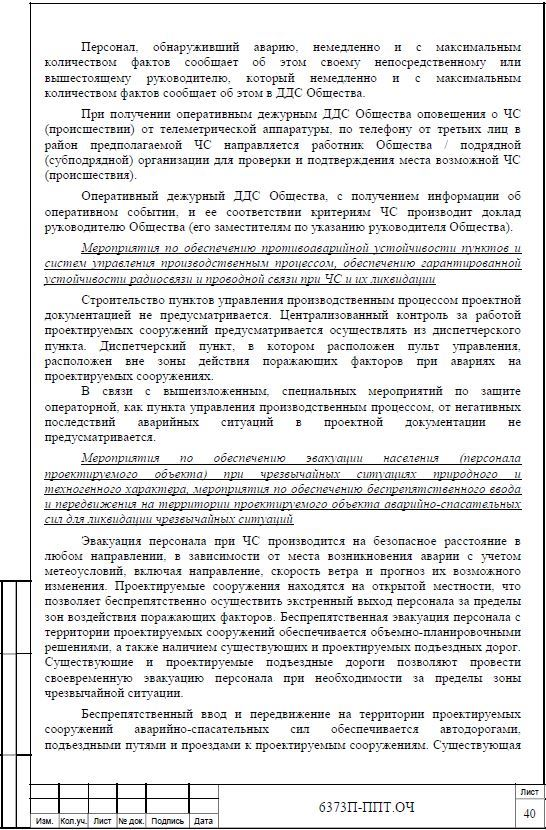 Персонал, обнаруживший аварию, немедленно и с максимальным
количеством фактов сообщает об этом своему непосредственному или
вышестоящему руководителю, который немедленно и с максимальным
количеством фактов сообщает об этом в ДДС Общества.
При получении оперативным дежурным ДДС Общества оповещения о ЧС
(происшествии) от телеметрической аппаратуры, по телефону от третьих лиц в
район предполагаемой ЧС направляется работник Общества / подрядной
(субподрядной) организации для проверки и подтверждения места возможной ЧС
(происшествия).
Оперативный дежурный ДДС Общества, с получением информации об
оперативном событии, и ее соответствии критериям ЧС производит доклад
руководителю Общества (его заместителям по указанию руководителя Общества).
Мероприятия по обеспечению противоаварийной устойчивости пунктов и
систем управления производственным процессом, обеспечению гарантированной
устойчивости радиосвязи и проводной связи при ЧС и их ликвидации
Строительство пунктов управления производственным процессом проектной
документацией не предусматривается. Централизованный контроль за работой
проектируемых сооружений предусматривается осуществлять из диспетчерского
пункта. Диспетчерский пункт, в котором расположен пульт управления,
расположен вне зоны действия поражающих факторов при авариях на
проектируемых сооружениях.
В связи с вышеизложенным, специальных мероприятий по защите
операторной, как пункта управления производственным процессом, от негативных
последствий аварийных ситуаций в проектной документации не
предусматривается.
Мероприятия по обеспечению эвакуации населения (персонала
проектируемого объекта) при чрезвычайных ситуациях природного и
техногенного характера, мероприятия по обеспечению беспрепятственного ввода
и передвижения на территории проектируемого объекта аварийно-спасательных
сил для ликвидации чрезвычайных ситуаций
Эвакуация персонала при ЧС производится на безопасное расстояние в
любом направлении, в зависимости от места возникновения аварии с учетом
метеоусловий, включая направление, скорость ветра и прогноз их возможного
изменения. Проектируемые сооружения находятся на открытой местности, что
позволяет беспрепятственно осуществить экстренный выход персонала за пределы
зон воздействия поражающих факторов. Беспрепятственная эвакуация персонала с
территории проектируемых сооружений обеспечивается объемно-планировочными
решениями, а также наличием существующих и проектируемых подъездных дорог.
Существующие и проектируемые подъездные дороги позволяют провести
своевременную эвакуацию персонала при необходимости за пределы зоны
чрезвычайной ситуации.
Беспрепятственный ввод и передвижение на территории проектируемых
сооружений аварийно-спасательных сил обеспечивается автодорогами,
подъездными путями и проездами к проектируемым сооружениям. Существующая
6373П-ППТ.ОЧ
Лист
40
Изм. Кол.уч. Лист № док. Подпись Дата